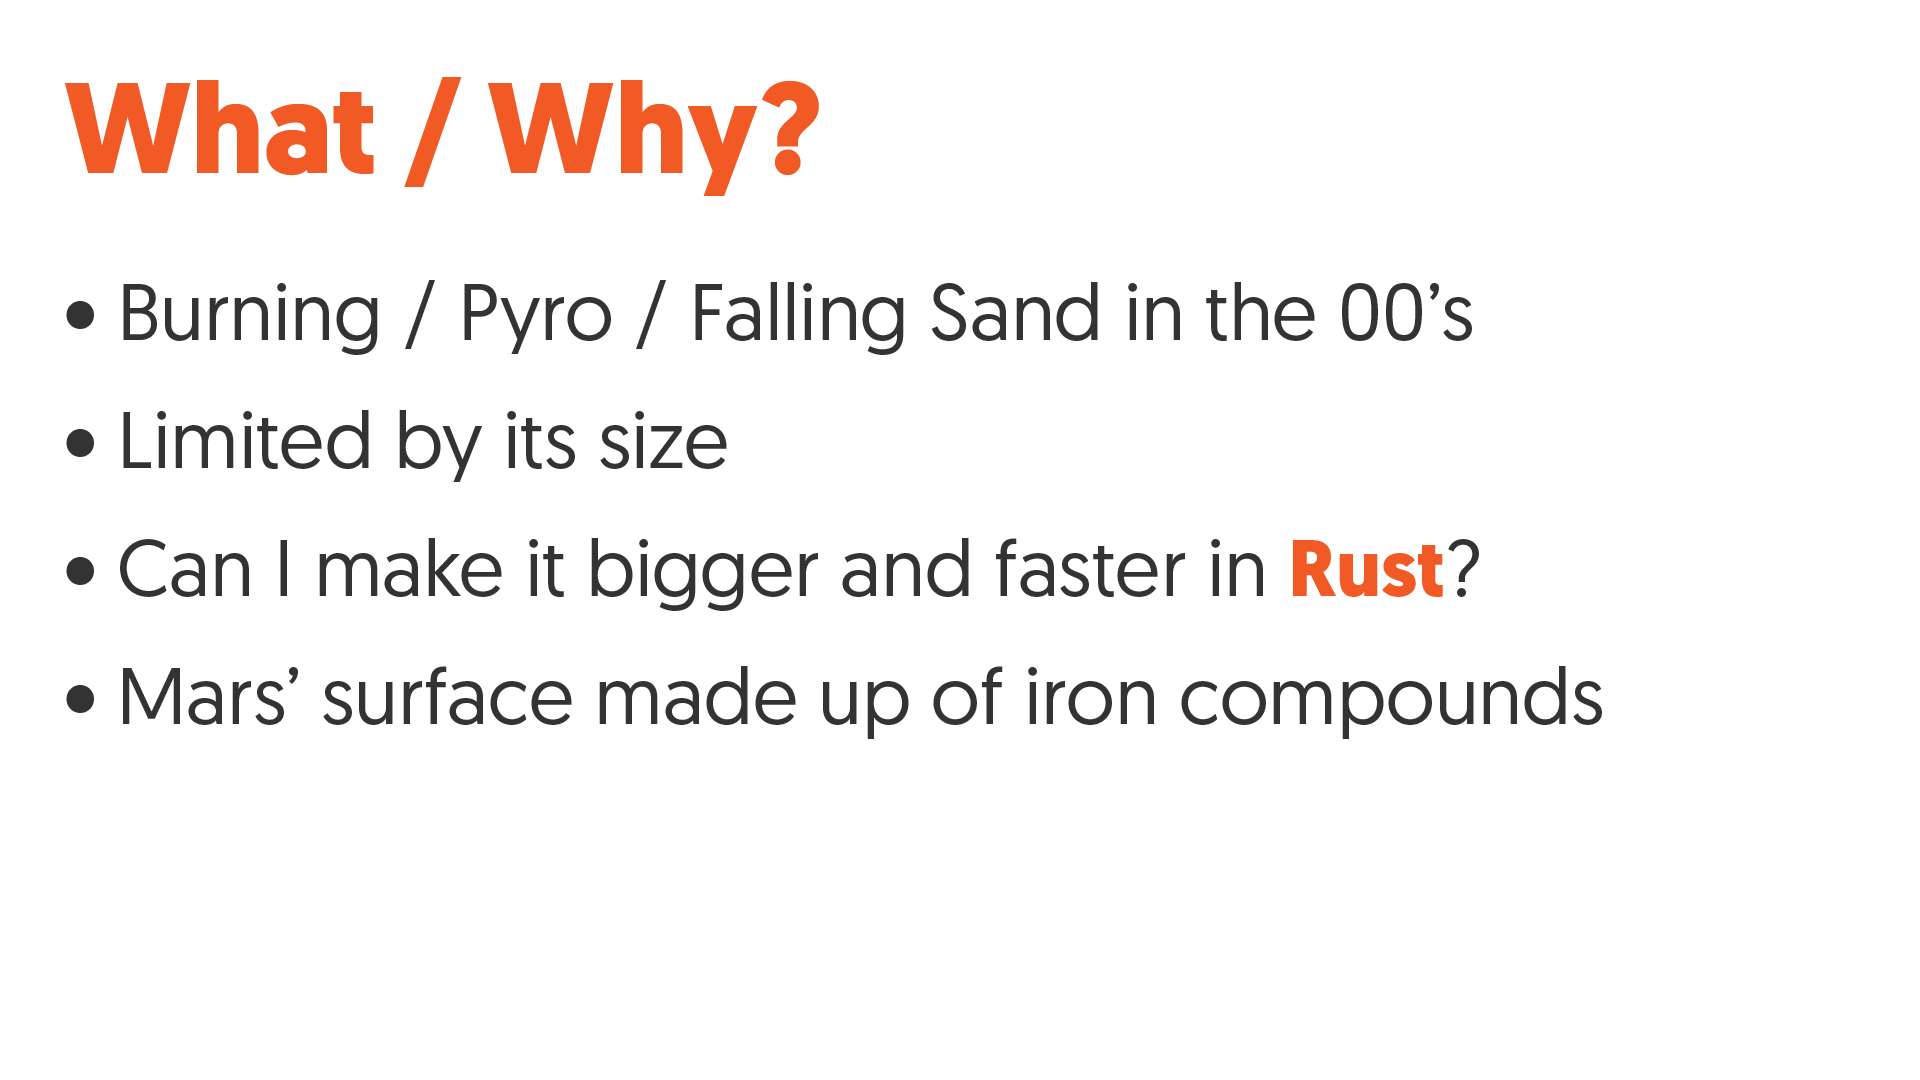 What / Why?
• Burning / Pyro / Falling Sand in the 00’s
• Limited by its size
• Can I make it bigger and faster in Rust?
• Mars’ surface made up of iron compounds